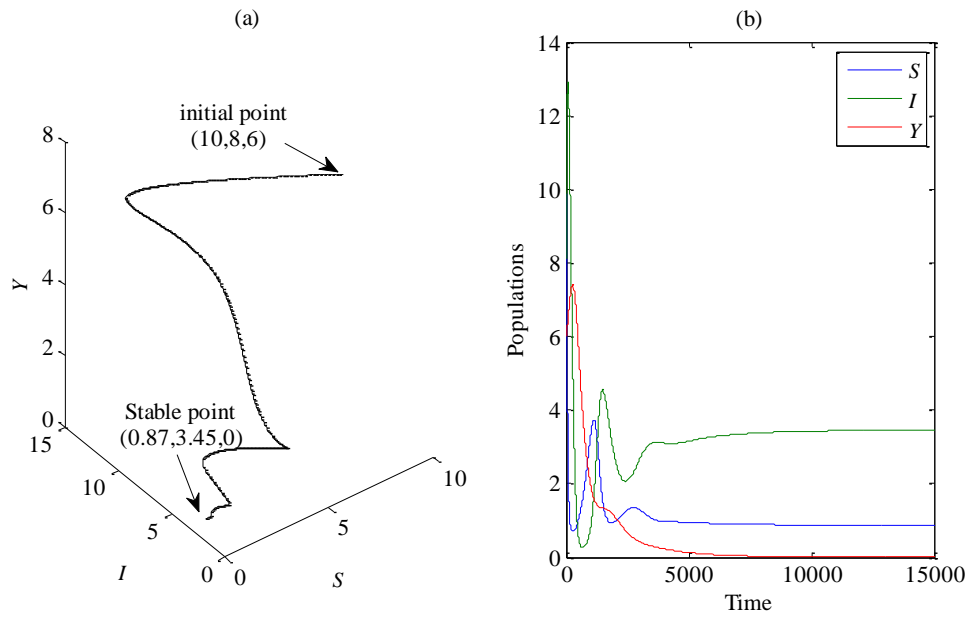 (a)
initial point
(10,8,6)
Stable point
(0.87,3.45,0)
Y
8
6
4
2
0
15
10
5
0
I
0
5
10
S
(b)
Populations
14
12
10
8
6
4
2
0
S
I
Y
0
5000
10000
15000
Time